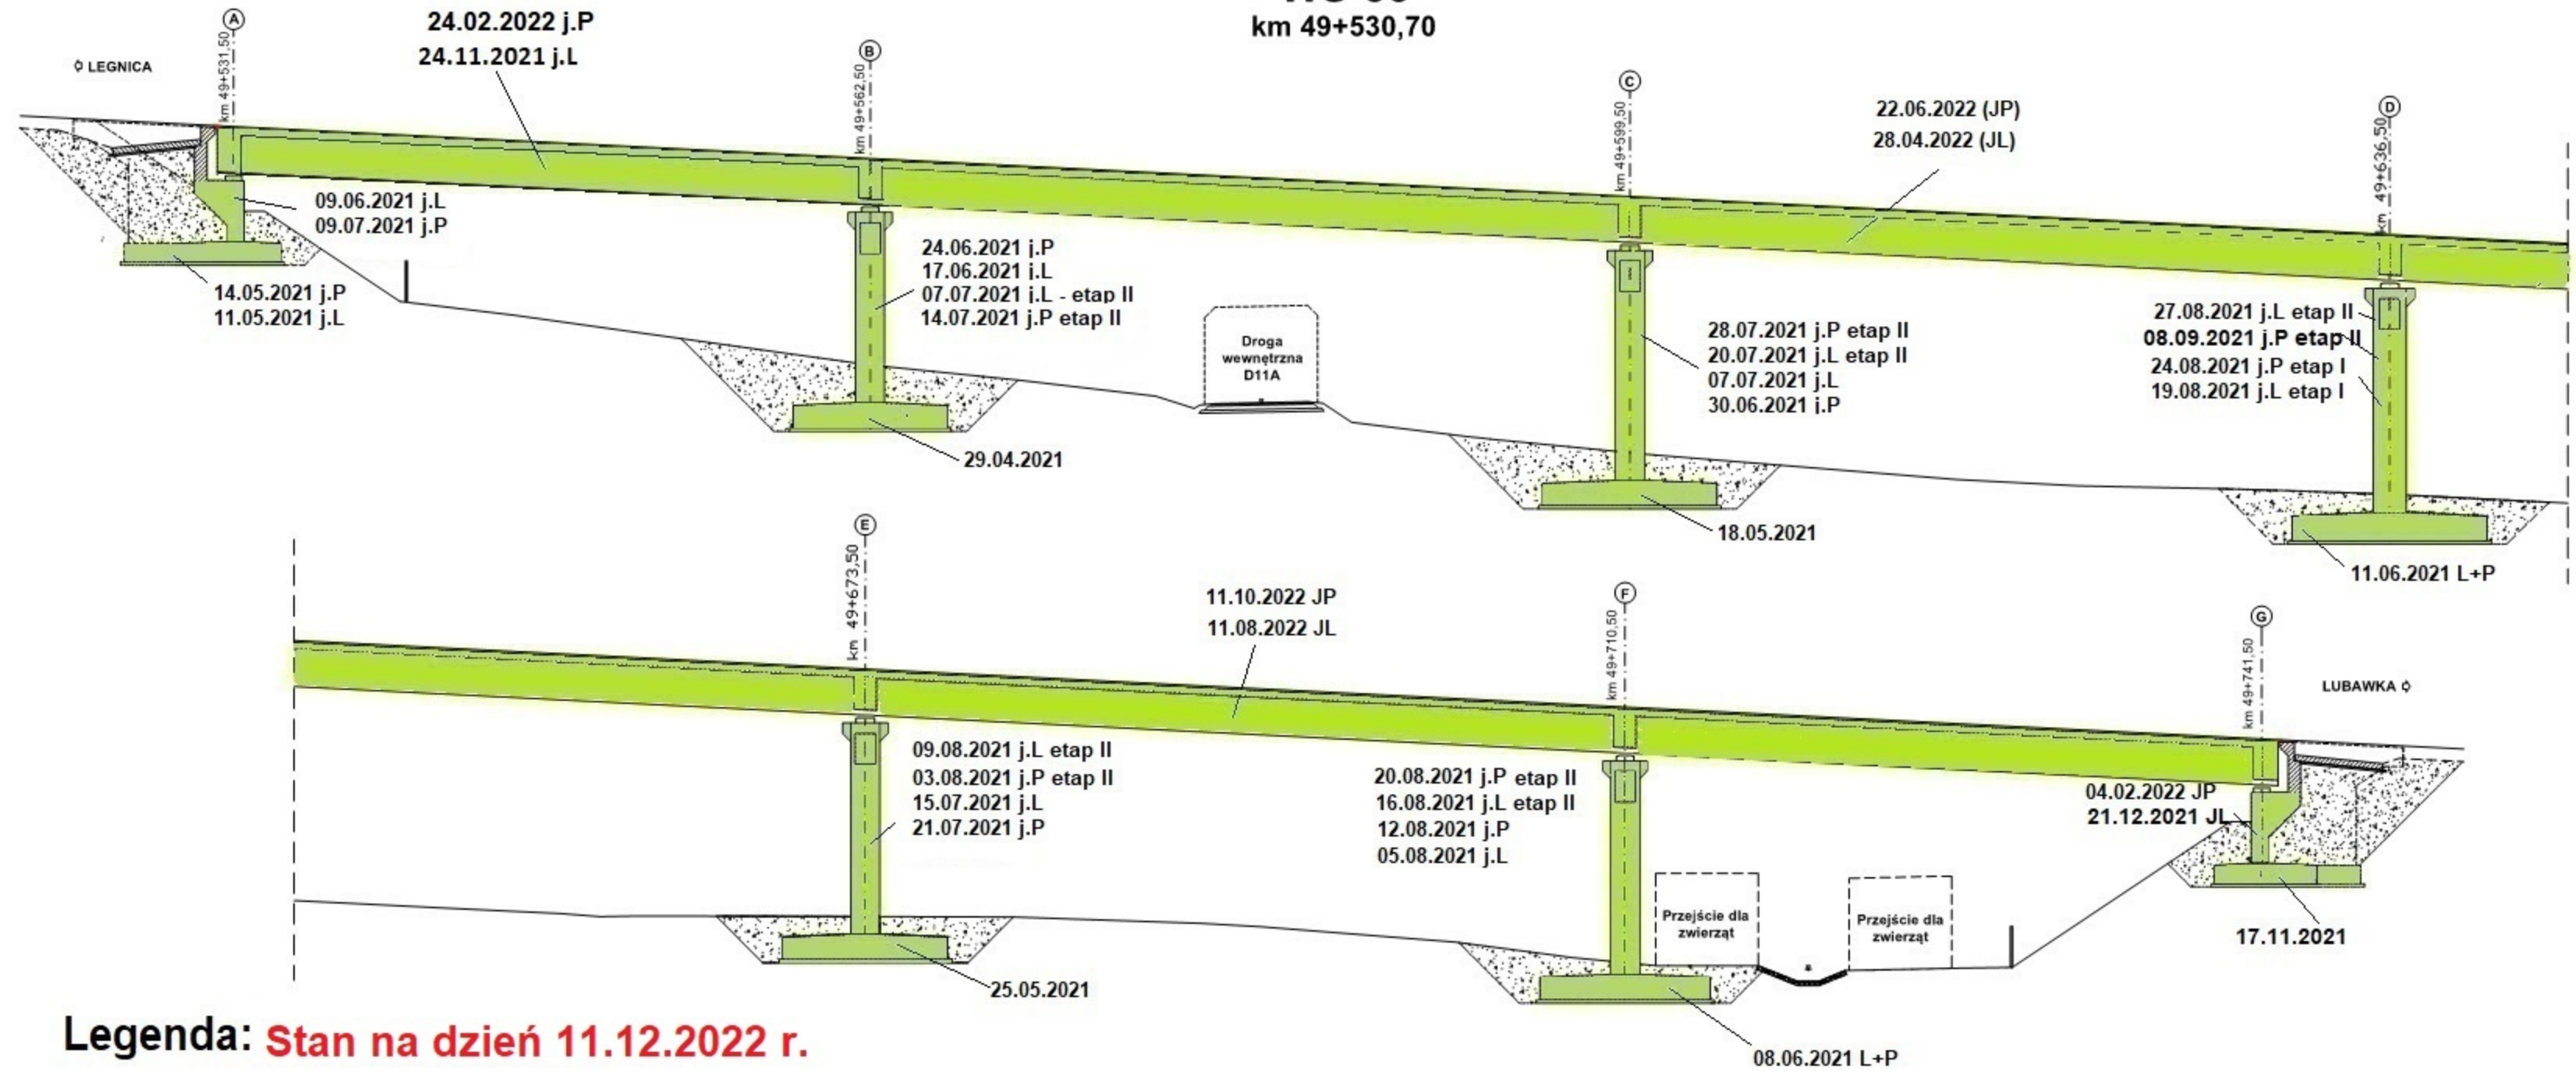 km 49+530,70
A
km 49+531,50
LEGNICA
24.02.2022 j.P
24.11.2021 j.L
B
km 49+562,50
C
km 49+599,50
22.06.2022 (JP)
28.04.2022 (JL)
D
km 49+636,50
09.06.2021 j.L
09.07.2021 j.P
14.05.2021 j.P
11.05.2021 j.L
24.06.2021 j.P
17.06.2021 j.L
07.07.2021 j.L - etap II
14.07.2021 j.P etap II
29.04.2021
Droga
wewnętrzna
D11A
28.07.2021 j.P etap II
20.07.2021 j.L etap II
07.07.2021 j.L
30.06.2021 j.P
18.05.2021
27.08.2021 j.L etap II
08.09.2021 j.P etap II
24.08.2021 j.P etap I
19.08.2021 j.L etap I
11.06.2021 L+P
E
km 49+673,50
11.10.2022 JP
11.08.2022 JL
F
km 49+710,50
G
km 49+741,50
LUBAWKA
09.08.2021 j.L etap II
03.08.2021 j.P etap II
15.07.2021 j.L
21.07.2021 j.P
25.05.2021
20.08.2021 j.P etap II
16.08.2021 j.L etap II
12.08.2021 j.P
05.08.2021 j.L
Przejście dla
zwierząt
Przejście dla
zwierząt
04.02.2022 JP
21.12.2021 JL
17.11.2021
08.06.2021 L+P
Legenda: Stan na dzień 11.12.2022 r.